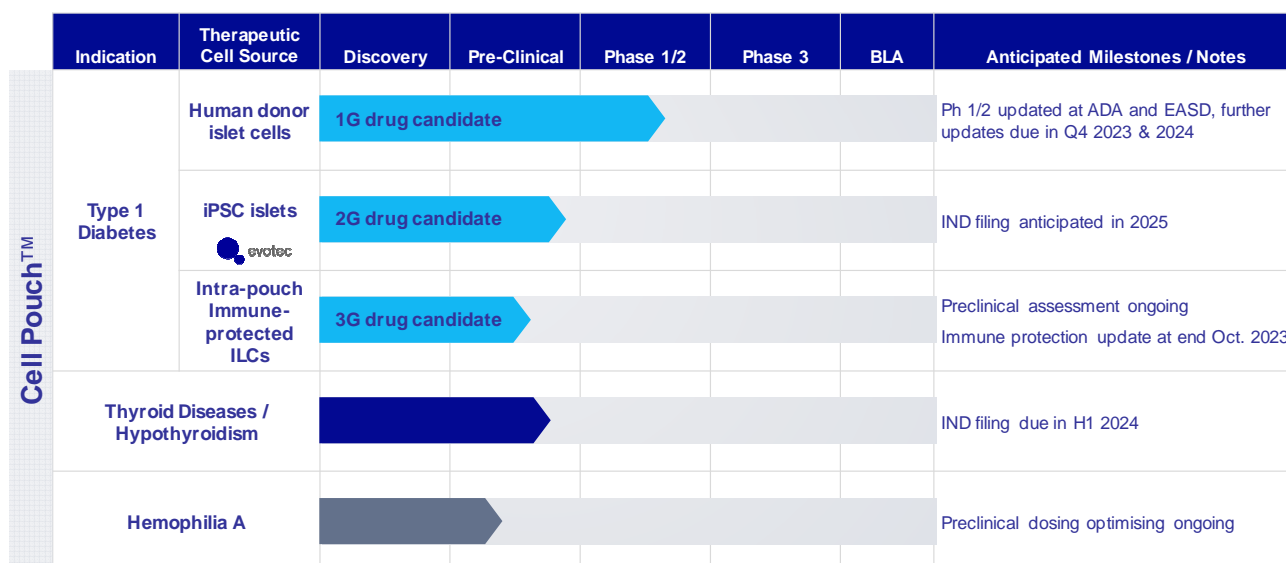 Indication
Therapeutic
Cell Source
Discovery
Pre-Clinical
Phase 1/2
Phase 3
BLA
Anticipated Milestones / Notes
Cell Pouch™
Type 1
Diabetes
Human donor
islet cells
1G drug candidate
Ph 1/2 updated at ADA and EASD, further
updates due in Q4 2023 & 2024
iPSC islets
evotec
2G drug candidate
IND filing anticipated in 2025
Intra-pouch
Immune-
protected
ILCs
3G drug candidate
Preclinical assessment ongoing
Immune protection update at end Oct. 2023
Thyroid Diseases /
Hypothyroidism
IND filing due in H1 2024
Hemophilia A
Preclinical dosing optimising ongoing